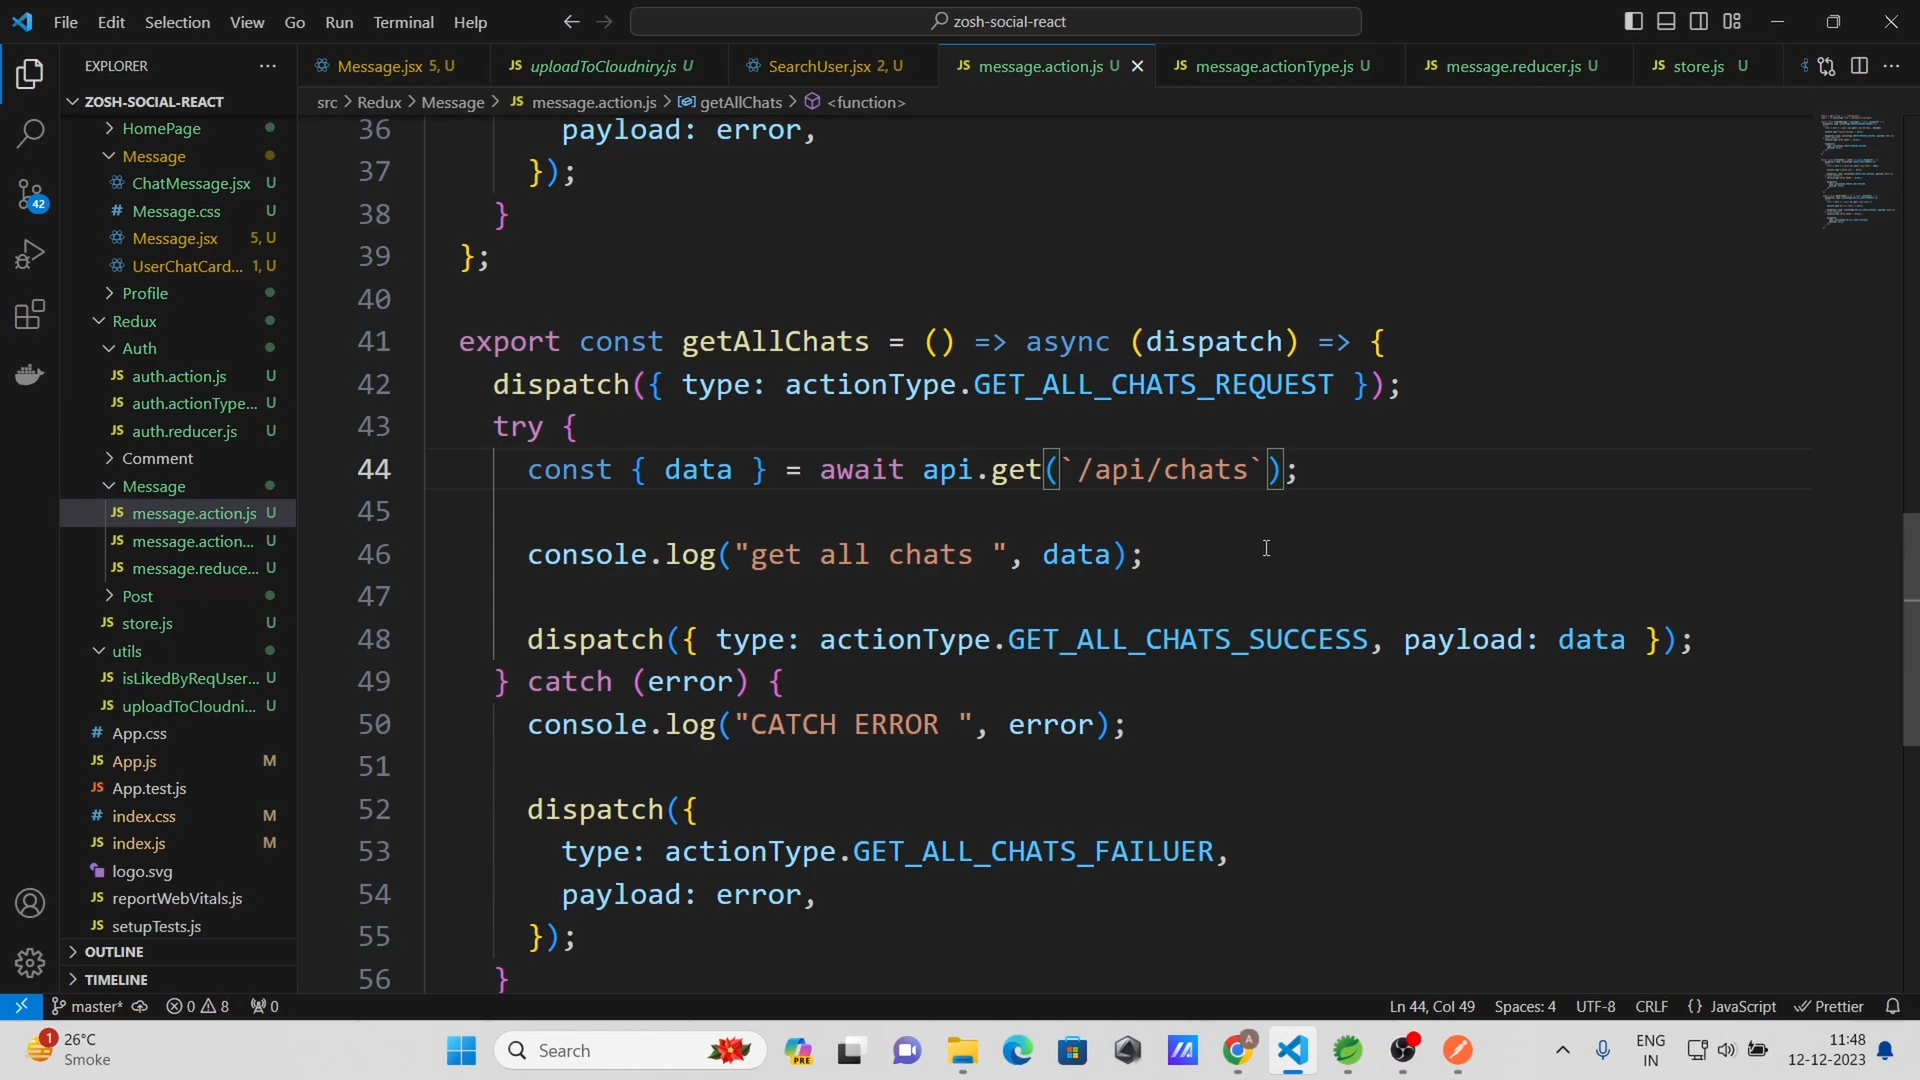 File Edit Selection View Go Run Terminal Help
zosh-social-react
EXPLORER
Message.jsx 5, U
uploadToCloudniry.js U
SearchUser.jsx 2, U
message.action.js U
message.actionType.js U
message.reducer.js U
store.js U
src > Redux > Message > message.action.js > getAllChats > <function>
ZOSH-SOCIAL-REACT
HomePage
Message
ChatMessage.jsx U
Message.css U
Message.jsx 5, U
UserChatCard... 1, U
Profile
Redux
Auth
auth.action.js U
auth.actionType... U
auth.reducer.js U
Comment
Message
message.action.js U
message.action... U
message.reduce... U
Post
store.js U
utils
isLikedByReqUser... U
uploadToCloudni... U
App.css
App.js M
App.test.js
index.css M
index.js M
logo.svg
reportWebVitals.js
setupTests.js
OUTLINE
TIMELINE
42
36 payload: error,
37 });
38 }
39 };
40
41 export const getAllChats = () => async (dispatch) => {
42 dispatch({ type: actionType.GET_ALL_CHATS_REQUEST });
43 try {
44 const { data } = await api.get(`/api/chats`);
45
46 console.log("get all chats ", data);
47
48 dispatch({ type: actionType.GET_ALL_CHATS_SUCCESS, payload: data });
49 } catch (error) {
50 console.log("CATCH ERROR ", error);
51
52 dispatch({
53 type: actionType.GET_ALL_CHATS_FAILUER,
54 payload: error,
55 });
56 }
master* 0 8 0
Ln 44, Col 49 Spaces: 4 UTF-8 CRLF {} JavaScript Prettier
1 26°C
Smoke
Search
PRE
A
ENG
IN
11:48
12-12-2023